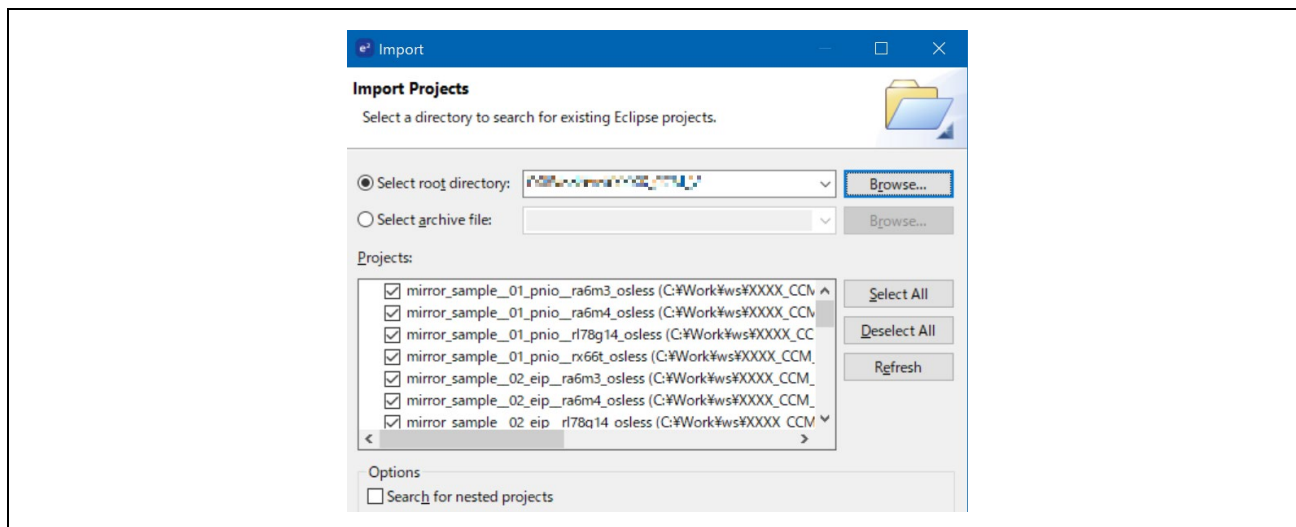 e² Import
Import Projects
Select a directory to search for existing Eclipse projects.
Select root directory:
Browse...
Select archive file:
Browse...
Projects:
mirror_sample__01_pnio__ra6m3_osless (C:¥Work¥ws¥XXXX_CCM
mirror_sample__01_pnio__ra6m4_osless (C:¥Work¥ws¥XXXX_CCM
mirror_sample__01_pnio__rl78g14_osless (C:¥Work¥ws¥XXXX_CC
mirror_sample__01_pnio__rx66t_osless (C:¥Work¥ws¥XXXX_CCM_
mirror_sample__02_eip__ra6m3_osless (C:¥Work¥ws¥XXXX_CCM_
mirror_sample__02_eip__ra6m4_osless (C:¥Work¥ws¥XXXX_CCM_
mirror_sample__02_eip__rl78g14_osless (C:¥Work¥ws¥XXXX_CCM
Select All
Deselect All
Refresh
Options
Search for nested projects